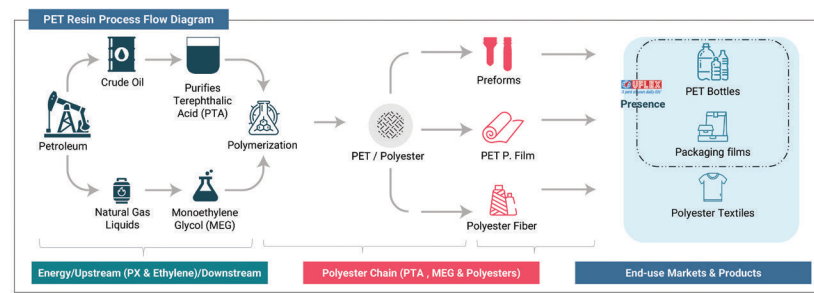 PET Resin Process Flow Diagram
Crude Oil
Purifies
Terephthalic
Acid (PTA)
Petroleum
Polymerization
Natural Gas
Liquids
Monoethylene
Glycol (MEG)
PET / Polyester
Preforms
PET P. Film
Polyester Fiber
UFLEX
Presence
PET Bottles
Packaging films
Polyester Textiles
Energy/Upstream (PX & Ethylene)/Downstream
Polyester Chain (PTA , MEG & Polyesters)
End-use Markets & Products